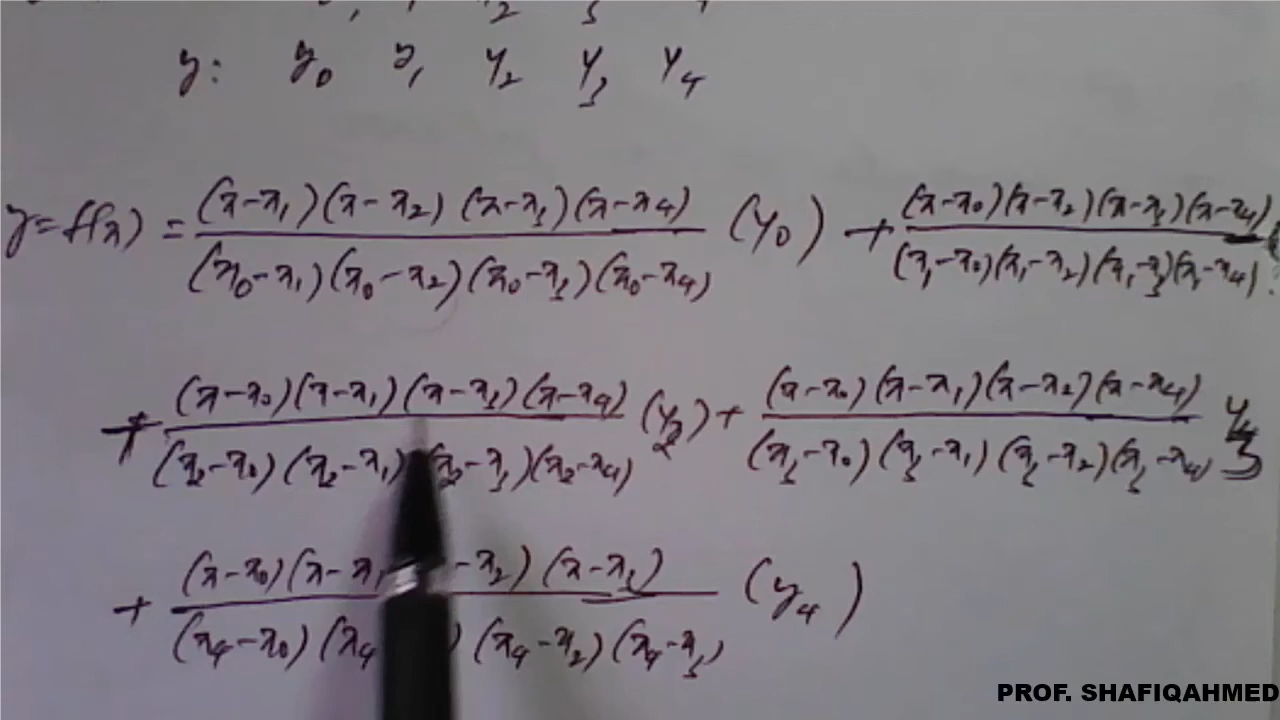 y: y₀ y₁ y₂ y₃ y₄
y=f(x) = (x-x₁)(x-x₂)(x-x₃)(x-x₄) / (x₀-x₁)(x₀-x₂)(x₀-x₃)(x₀-x₄) (y₀) + (x-x₀)(x-x₂)(x-x₃)(x-x₄) / (x₁-x₀)(x₁-x₂)(x₁-x₃)(x₁-x₄)
+ (x-x₀)(x-x₁)(x-x₃)(x-x₄) / (x₂-x₀)(x₂-x₁)(x₂-x₃)(x₂-x₄) (y₂) + (x-x₀)(x-x₁)(x-x₂)(x-x₄) / (x₃-x₀)(x₃-x₁)(x₃-x₂)(x₃-x₄) y₃
+ (x-x₀)(x-x₁ -x₂)(x-x₃) / (x₄-x₀)(x₄ )(x₄-x₂)(x₄-x₃) (y₄)
PROF. SHAFIQAHMED